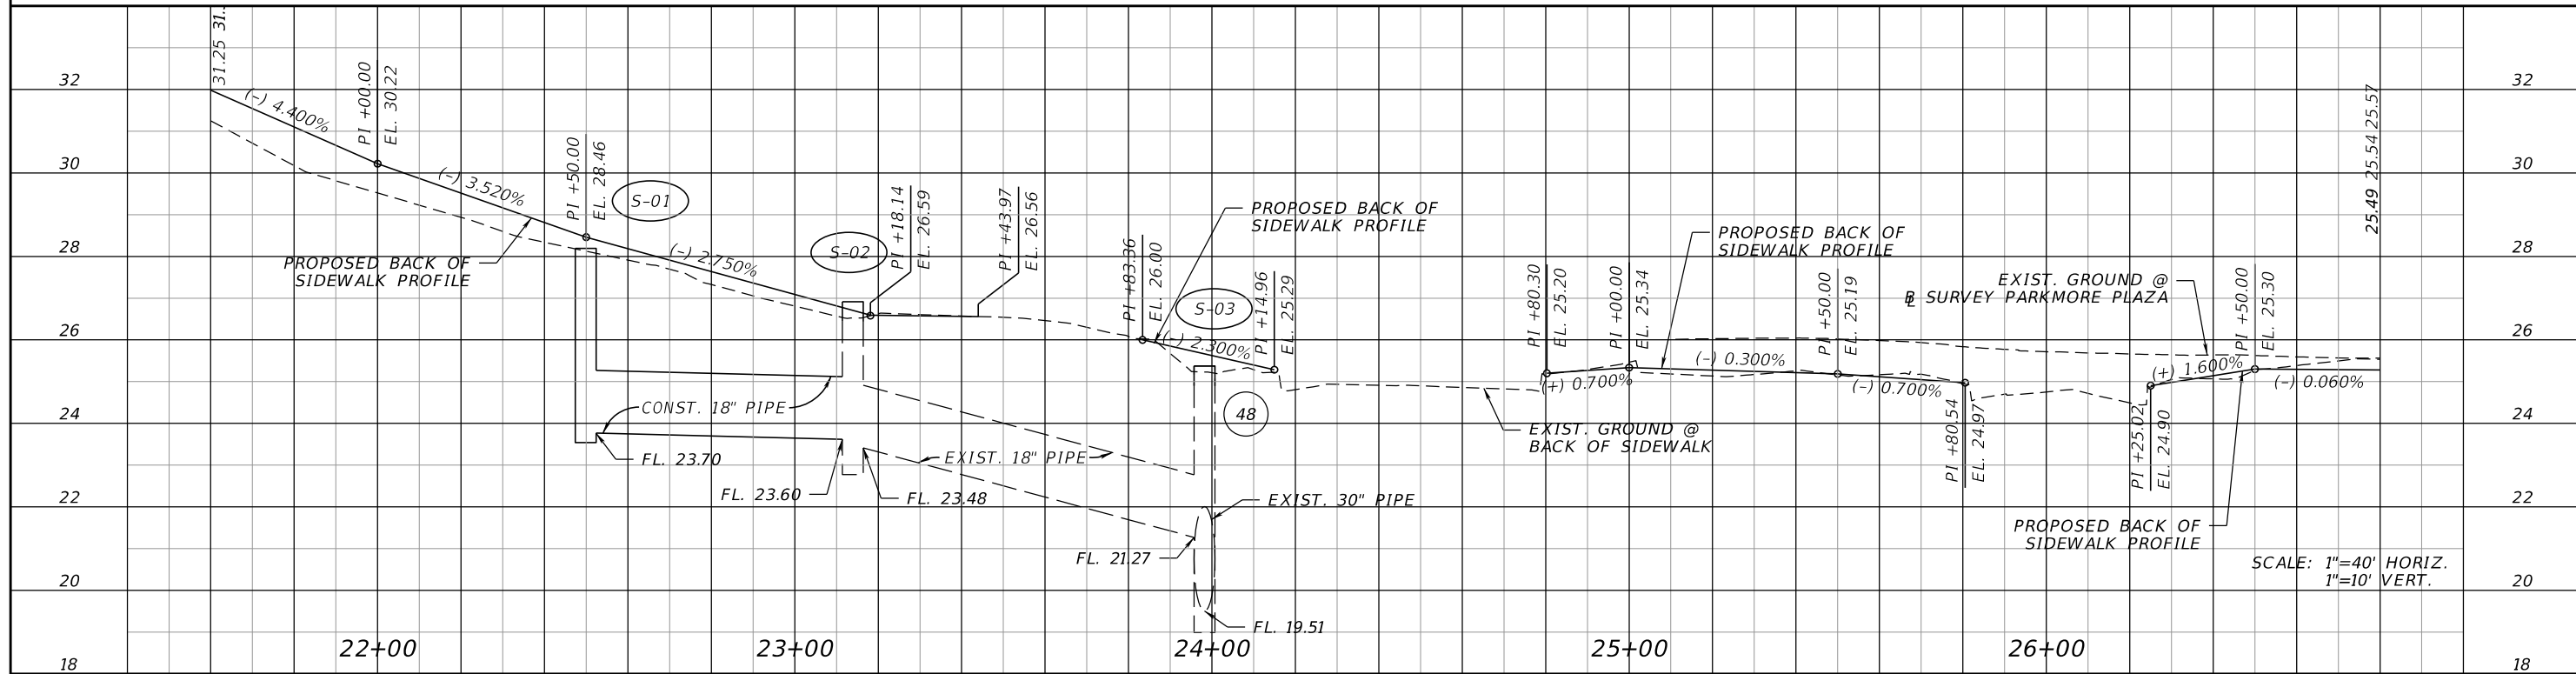 31.25 31.
32
32
(-) 4.400%
PI +00.00
EL. 30.22
30
30
(-) 3.520%
PI +50.00
EL. 28.46
S-01
PROPOSED BACK OF
SIDEWALK PROFILE
28
28
(-) 2.750%
S-02
PI +18.14
EL. 26.59
PI +43.97
EL. 26.56
PI +83.36
EL. 26.00
PROPOSED BACK OF
SIDEWALK PROFILE
S-03
(-) 2.300%
PI +14.96
EL. 25.29
PI +80.30
EL. 25.20
PI +00.00
EL. 25.34
PROPOSED BACK OF
SIDEWALK PROFILE
(-) 0.300%
(+) 0.700%
PI +50.00
EL. 25.19
(-) 0.700%
EXIST. GROUND @
BL SURVEY PARKMORE PLAZA
PI +50.00
EL. 25.30
(+) 1.600%
(-) 0.060%
25.49 25.54 25.57
26
26
CONST. 18" PIPE
FL. 23.70
FL. 23.60
FL. 23.48
EXIST. 18" PIPE
48
24
24
EXIST. GROUND @
BACK OF SIDEWALK
PI +80.54
EL. 24.97
PI +25.02
EL. 24.90
EXIST. 30" PIPE
22
22
FL. 21.27
PROPOSED BACK OF
SIDEWALK PROFILE
SCALE: 1"=40' HORIZ.
1"=10' VERT.
20
20
FL. 19.51
22+00
23+00
24+00
25+00
26+00
18
18